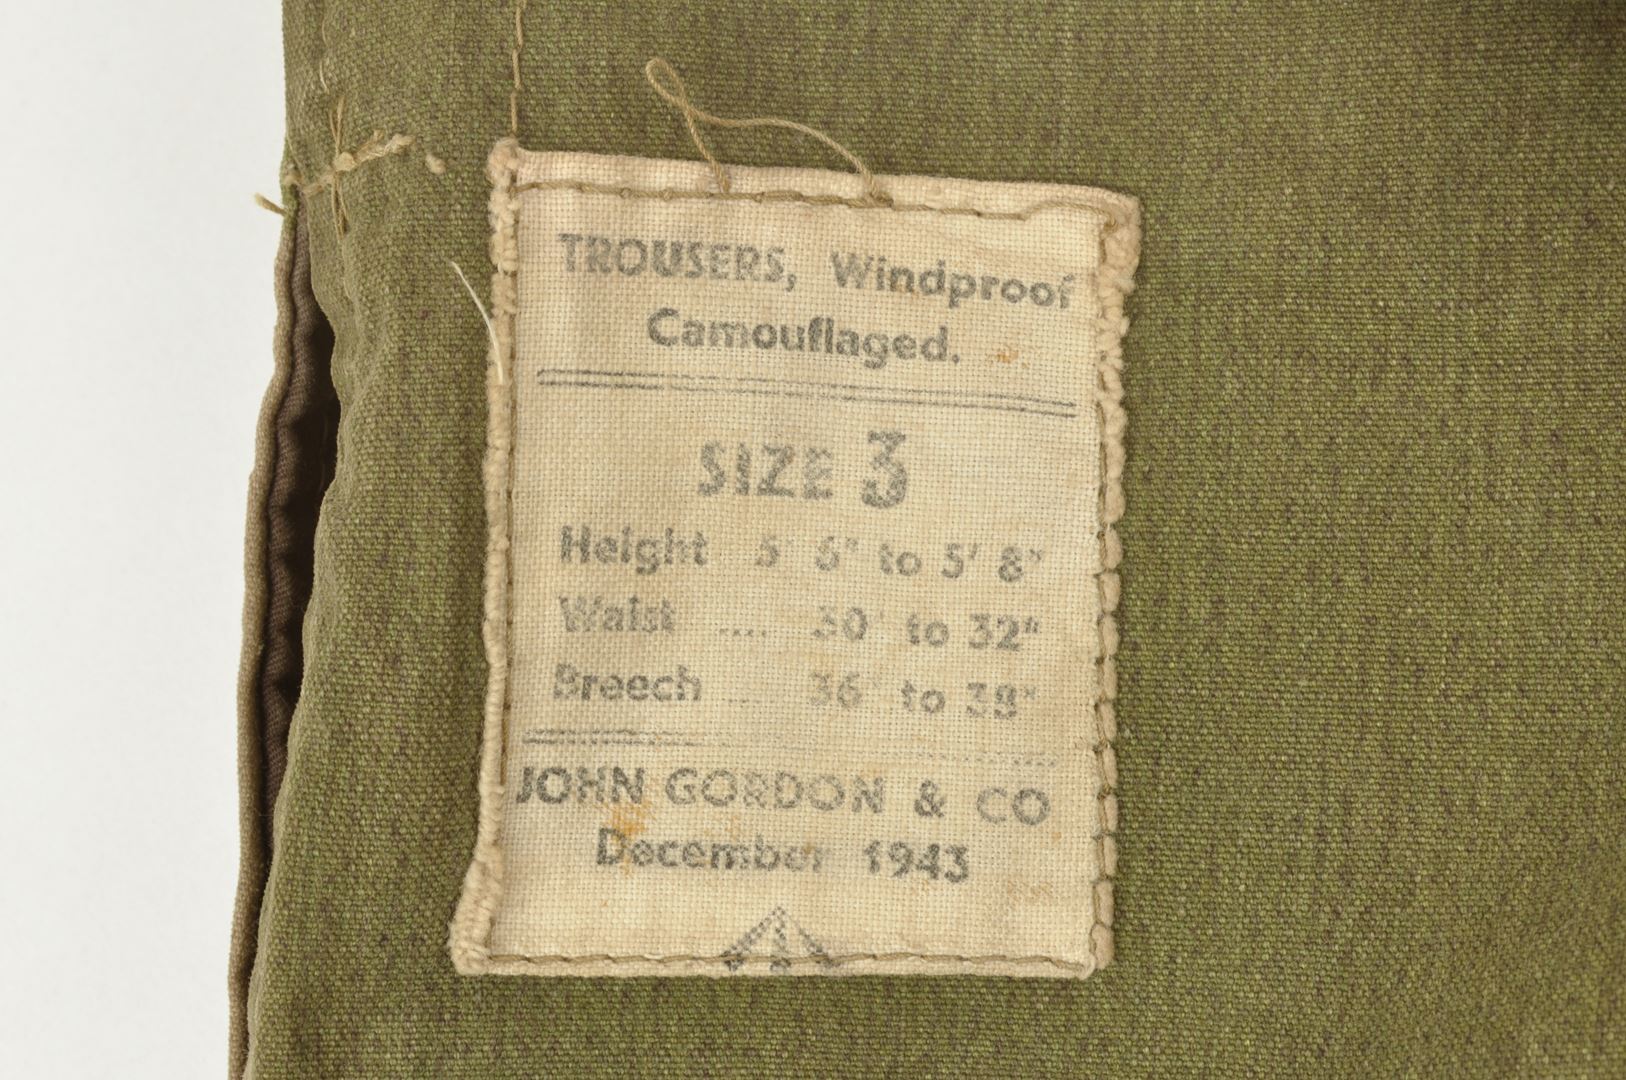 TROUSERS, Windproof
Camouflaged.
SIZE 3
Height 5' 6" to 5' 8"
Waist .... 30" to 32"
Breech .... 36" to 38"
JOHN GORDON & CO
December 1943